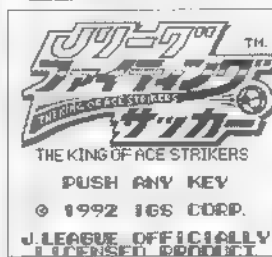 Jリーグ
TM.
ファイティング
THE KING OF ACE STRIKERS
サッカー
THE KING OF ACE STRIKERS
PUSH ANY KEY
© 1992 IGS CORP.
J.LEAGUE OFFICIALLY
LICENSED PRODUCT